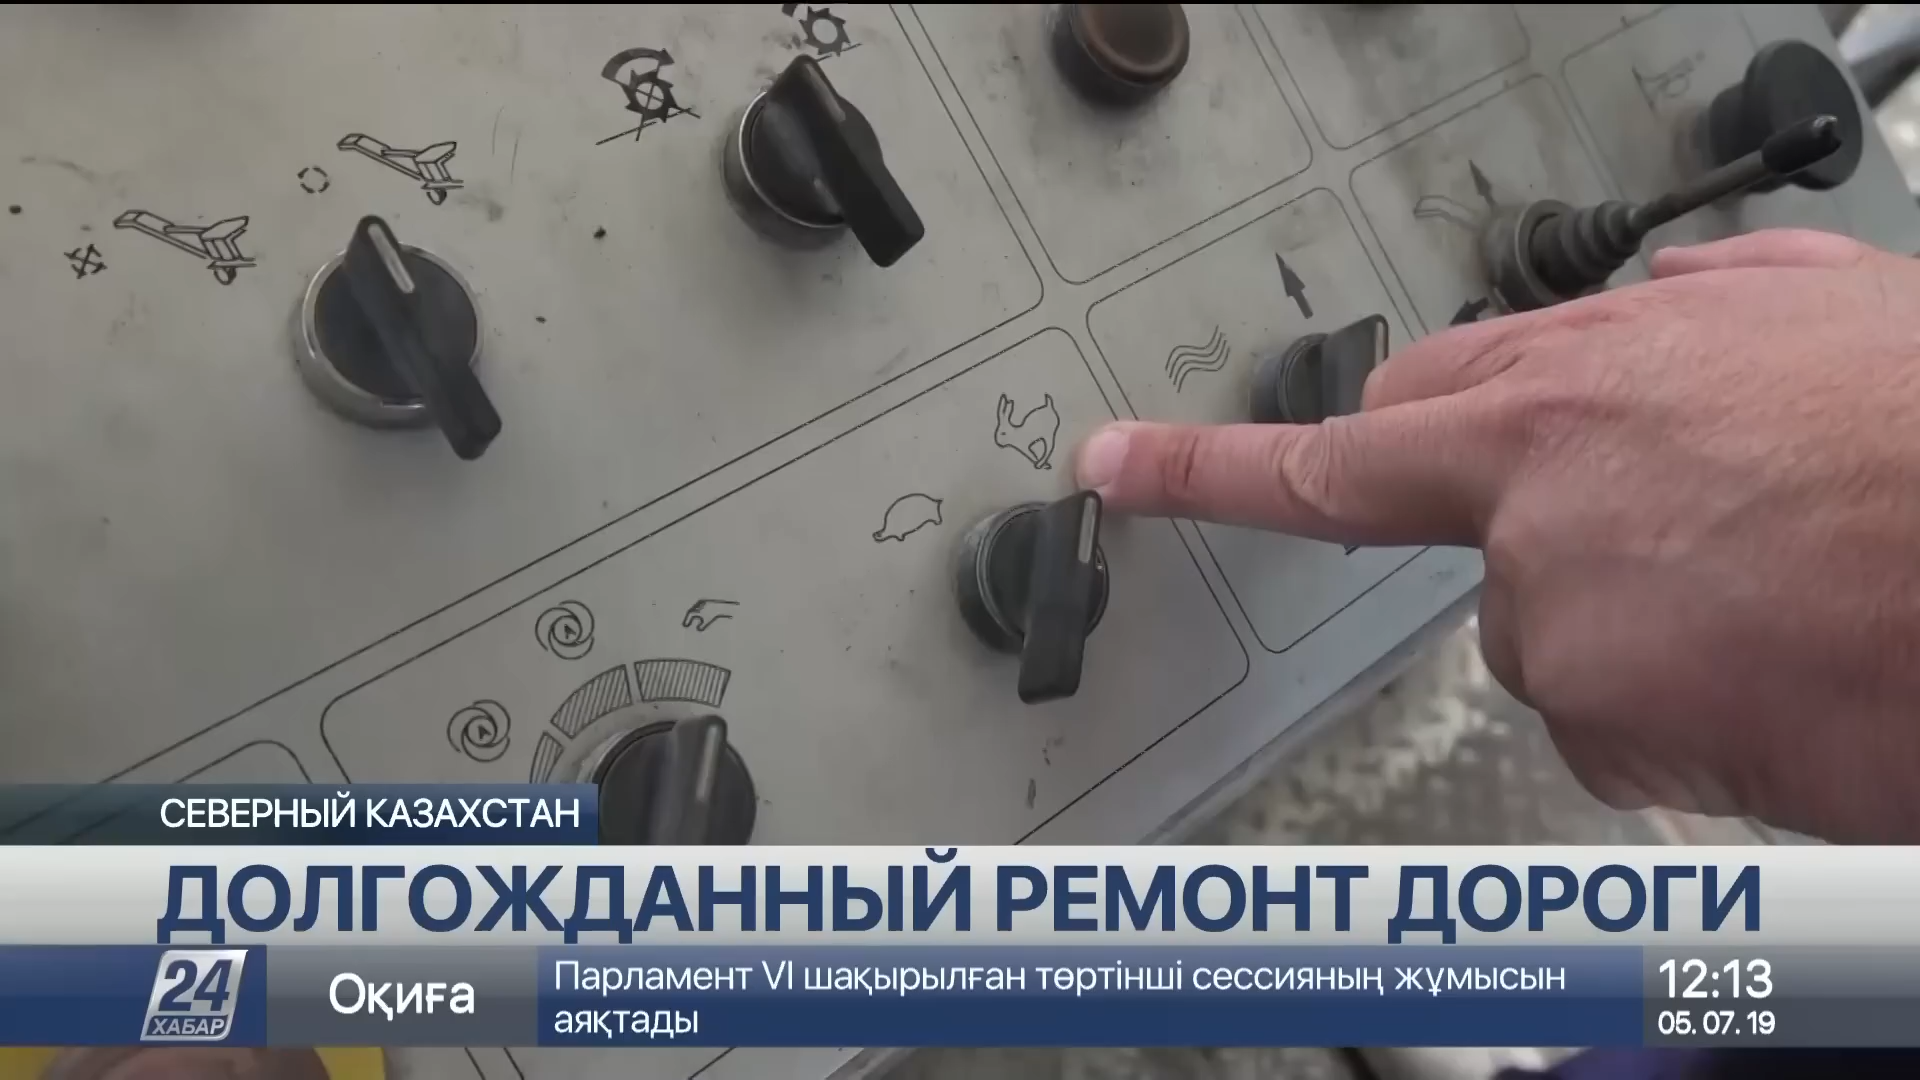 СЕВЕРНЫЙ КАЗАХСТАН
ДОЛГОЖДАННЫЙ РЕМОНТ ДОРОГИ
24
ХАБАР
Оқиға
Парламент VI шақырылған төртінші сессияның жұмысын
аяқтады
12:13
05. 07. 19